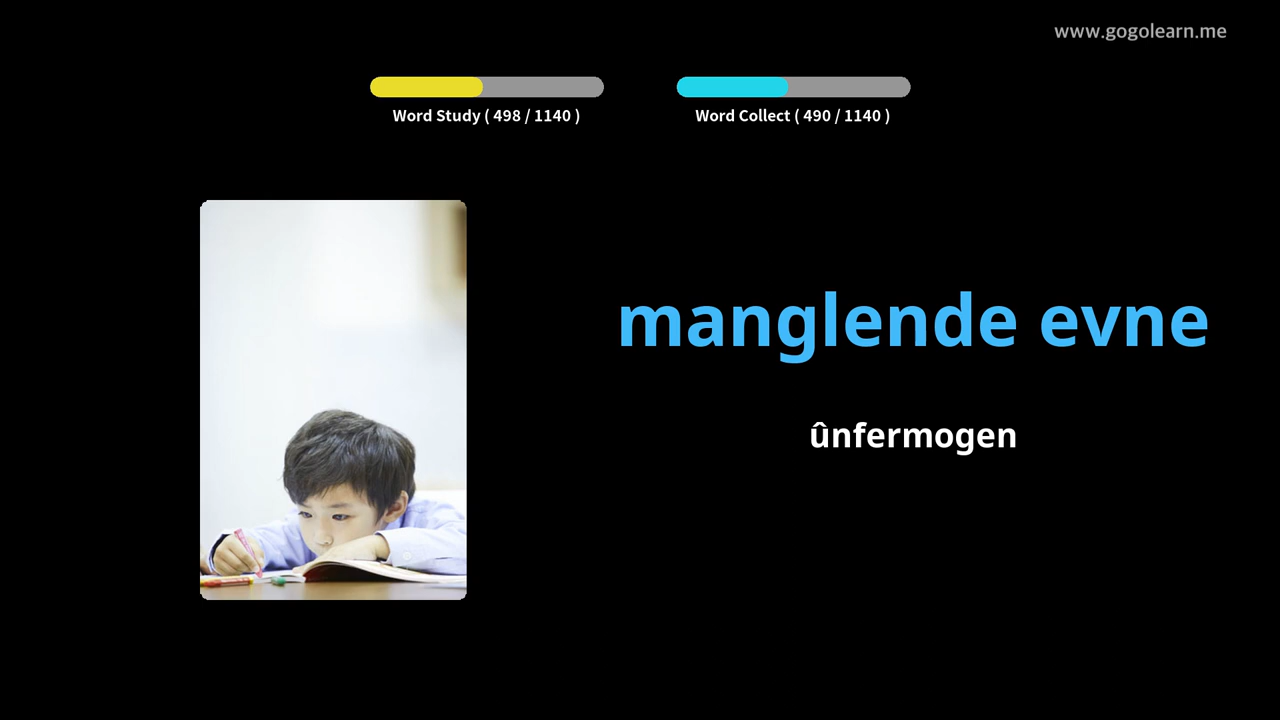 www.gogolearn.me
Word Study ( 498 / 1140 )
Word Collect ( 490 / 1140 )
manglende evne
ûnfermogen